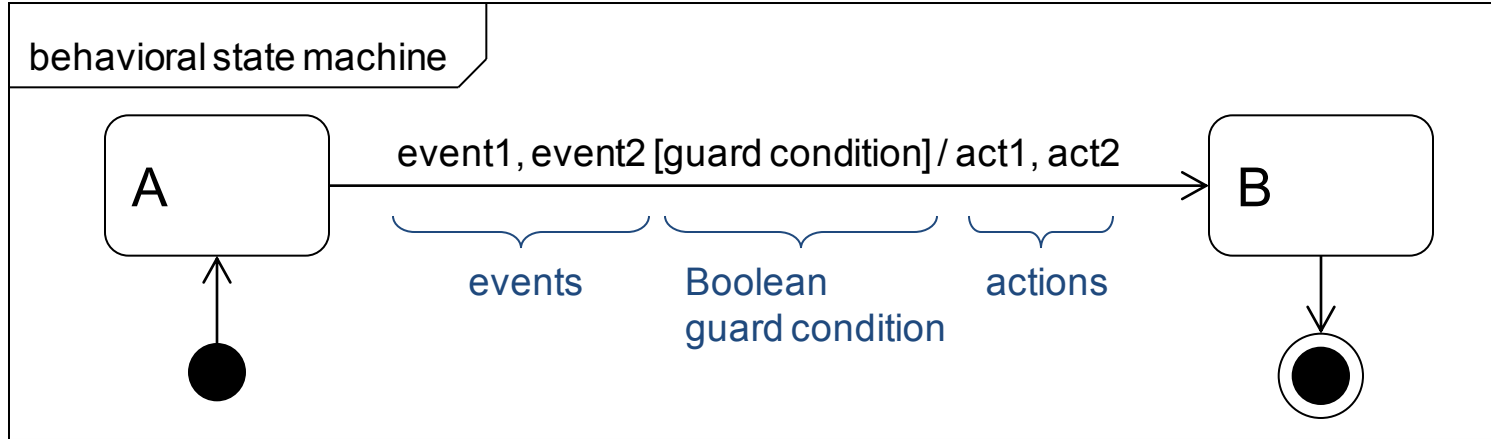 behavioral state machine
event1, event2 [guard condition] / act1, act2
A
B
events
Boolean
guard condition
actions